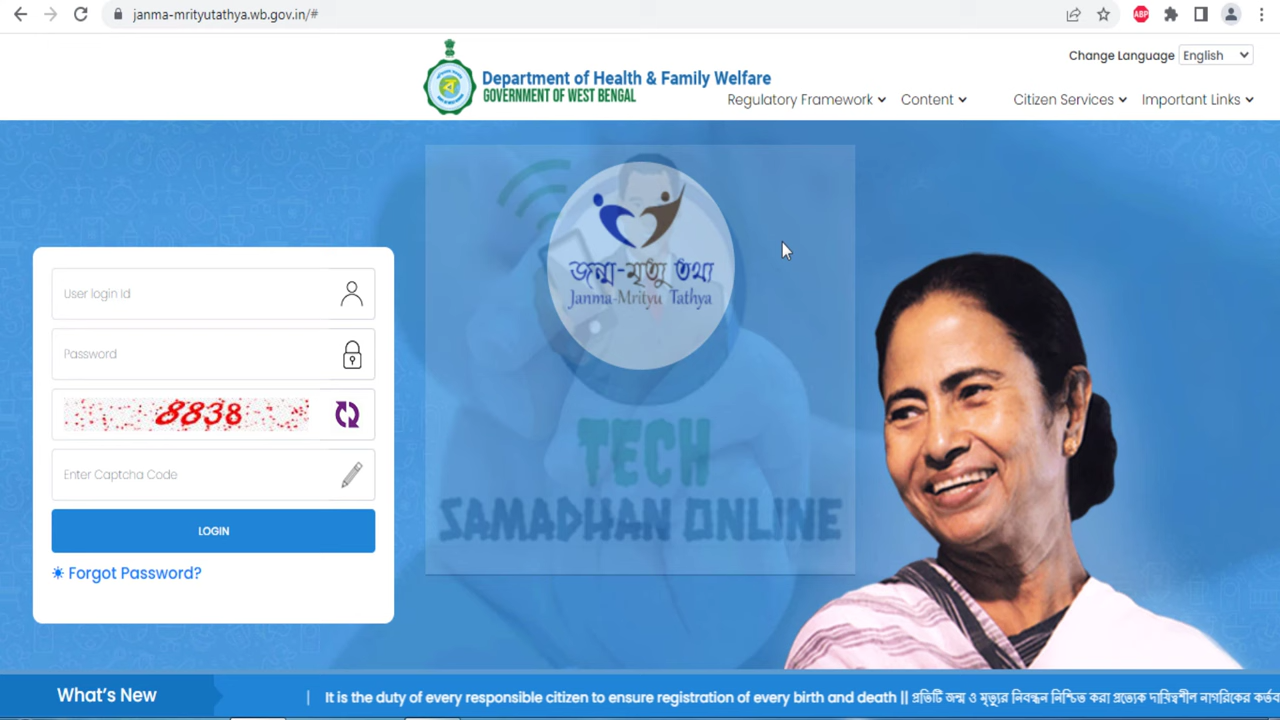 janma-mrityutathya.wb.gov.in/#
ABP
Change Language English
Department of Health & Family Welfare
GOVERNMENT OF WEST BENGAL
Regulatory Framework Content Citizen Services Important Links
জন্ম-মৃত্যু তথ্য
Janma-Mrityu Tathya
User login Id
Password
8838
Enter Captcha Code
LOGIN
Forgot Password?
TECH
SAMADHAN ONLINE
What's New
It is the duty of every responsible citizen to ensure registration of every birth and death || প্রতিটি জন্ম ও মৃত্যুর নিবন্ধন নিশ্চিত করা প্রত্যেক দায়িত্বশীল নাগরিকের